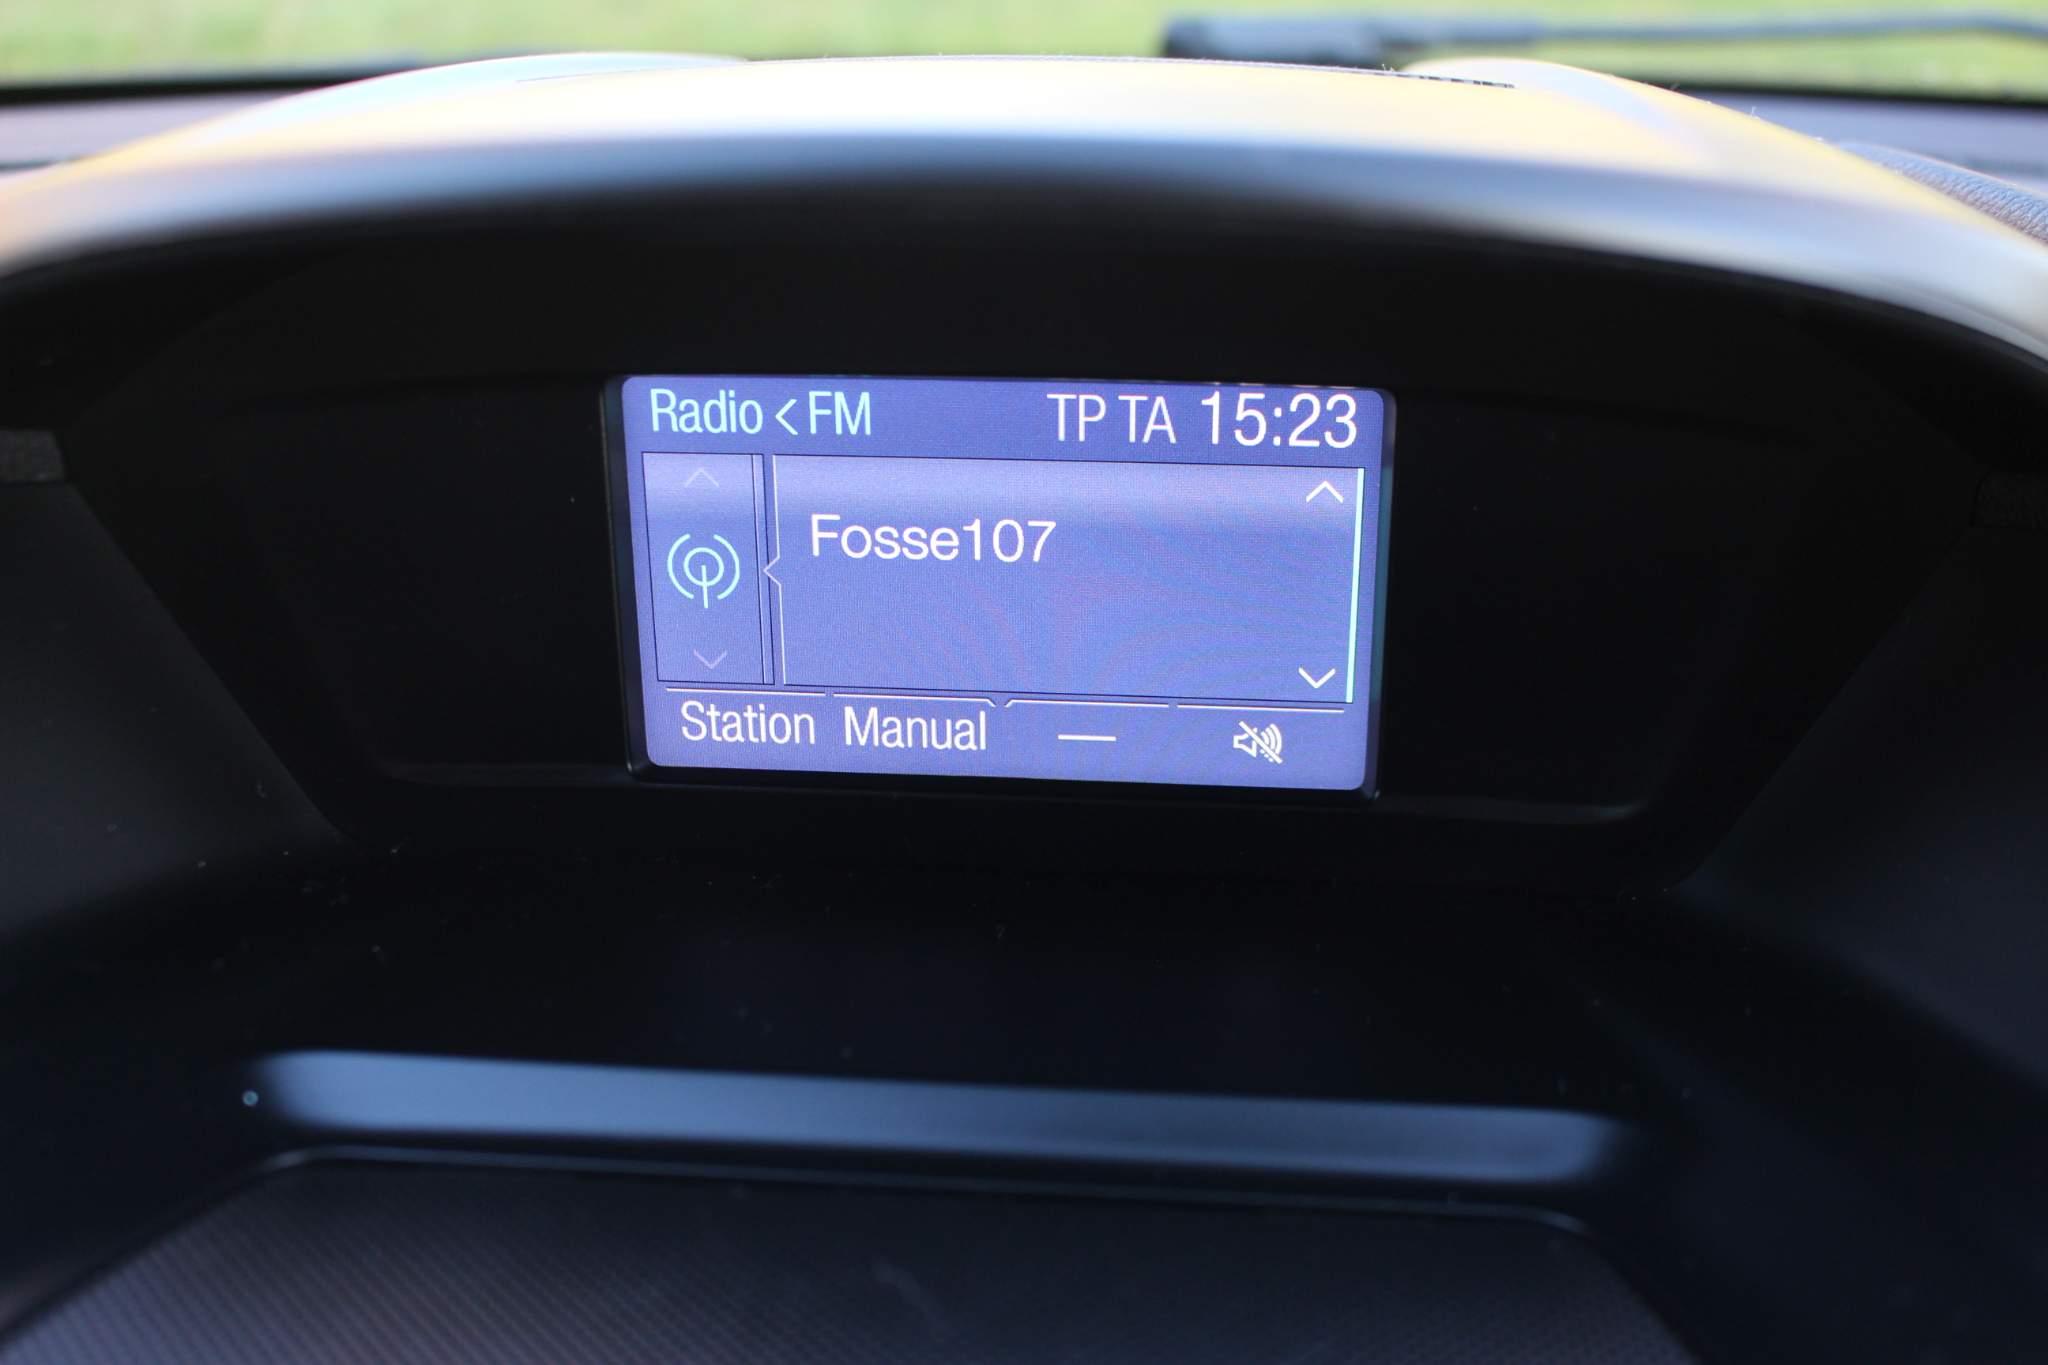 Radio < FM TP TA 15:23
Fosse107
Station Manual —